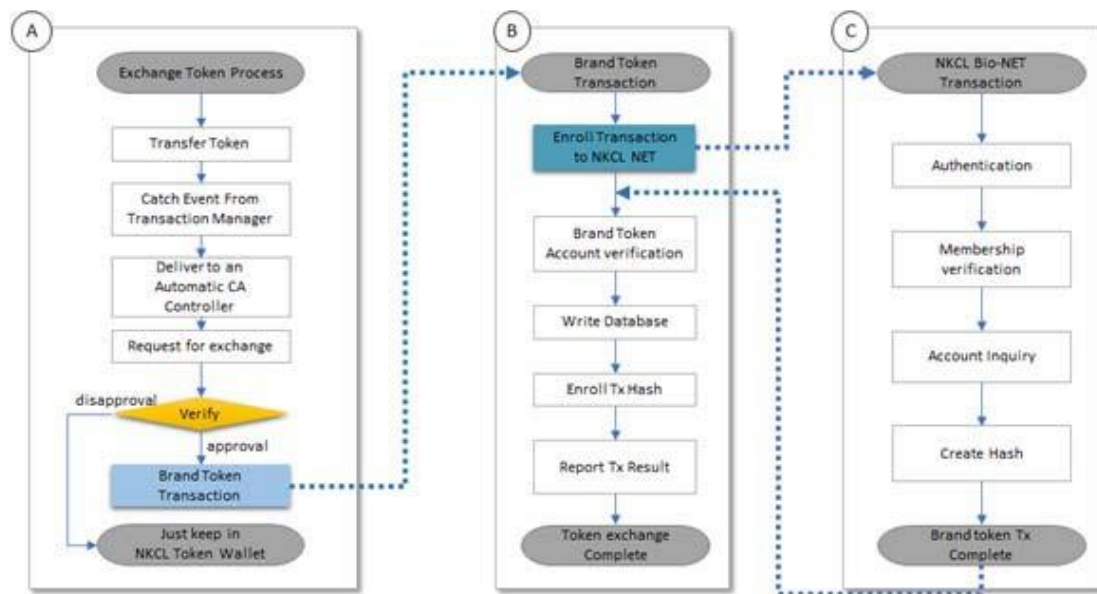 A
Exchange Token Process
Transfer Token
Catch Event From
Transaction Manager
Deliver to an
Automatic CA
Controller
Request for exchange
disapproval
Verify
approval
Brand Token
Transaction
Just keep in
NKCL Token Wallet
B
Brand Token
Transaction
Enroll Transaction
to NKCL NET
Brand Token
Account verification
Write Database
Enroll Tx Hash
Report Tx Result
Token exchange
Complete
C
NKCL Bio-NET
Transaction
Authentication
Membership
verification
Account Inquiry
Create Hash
Brand token Tx
Complete